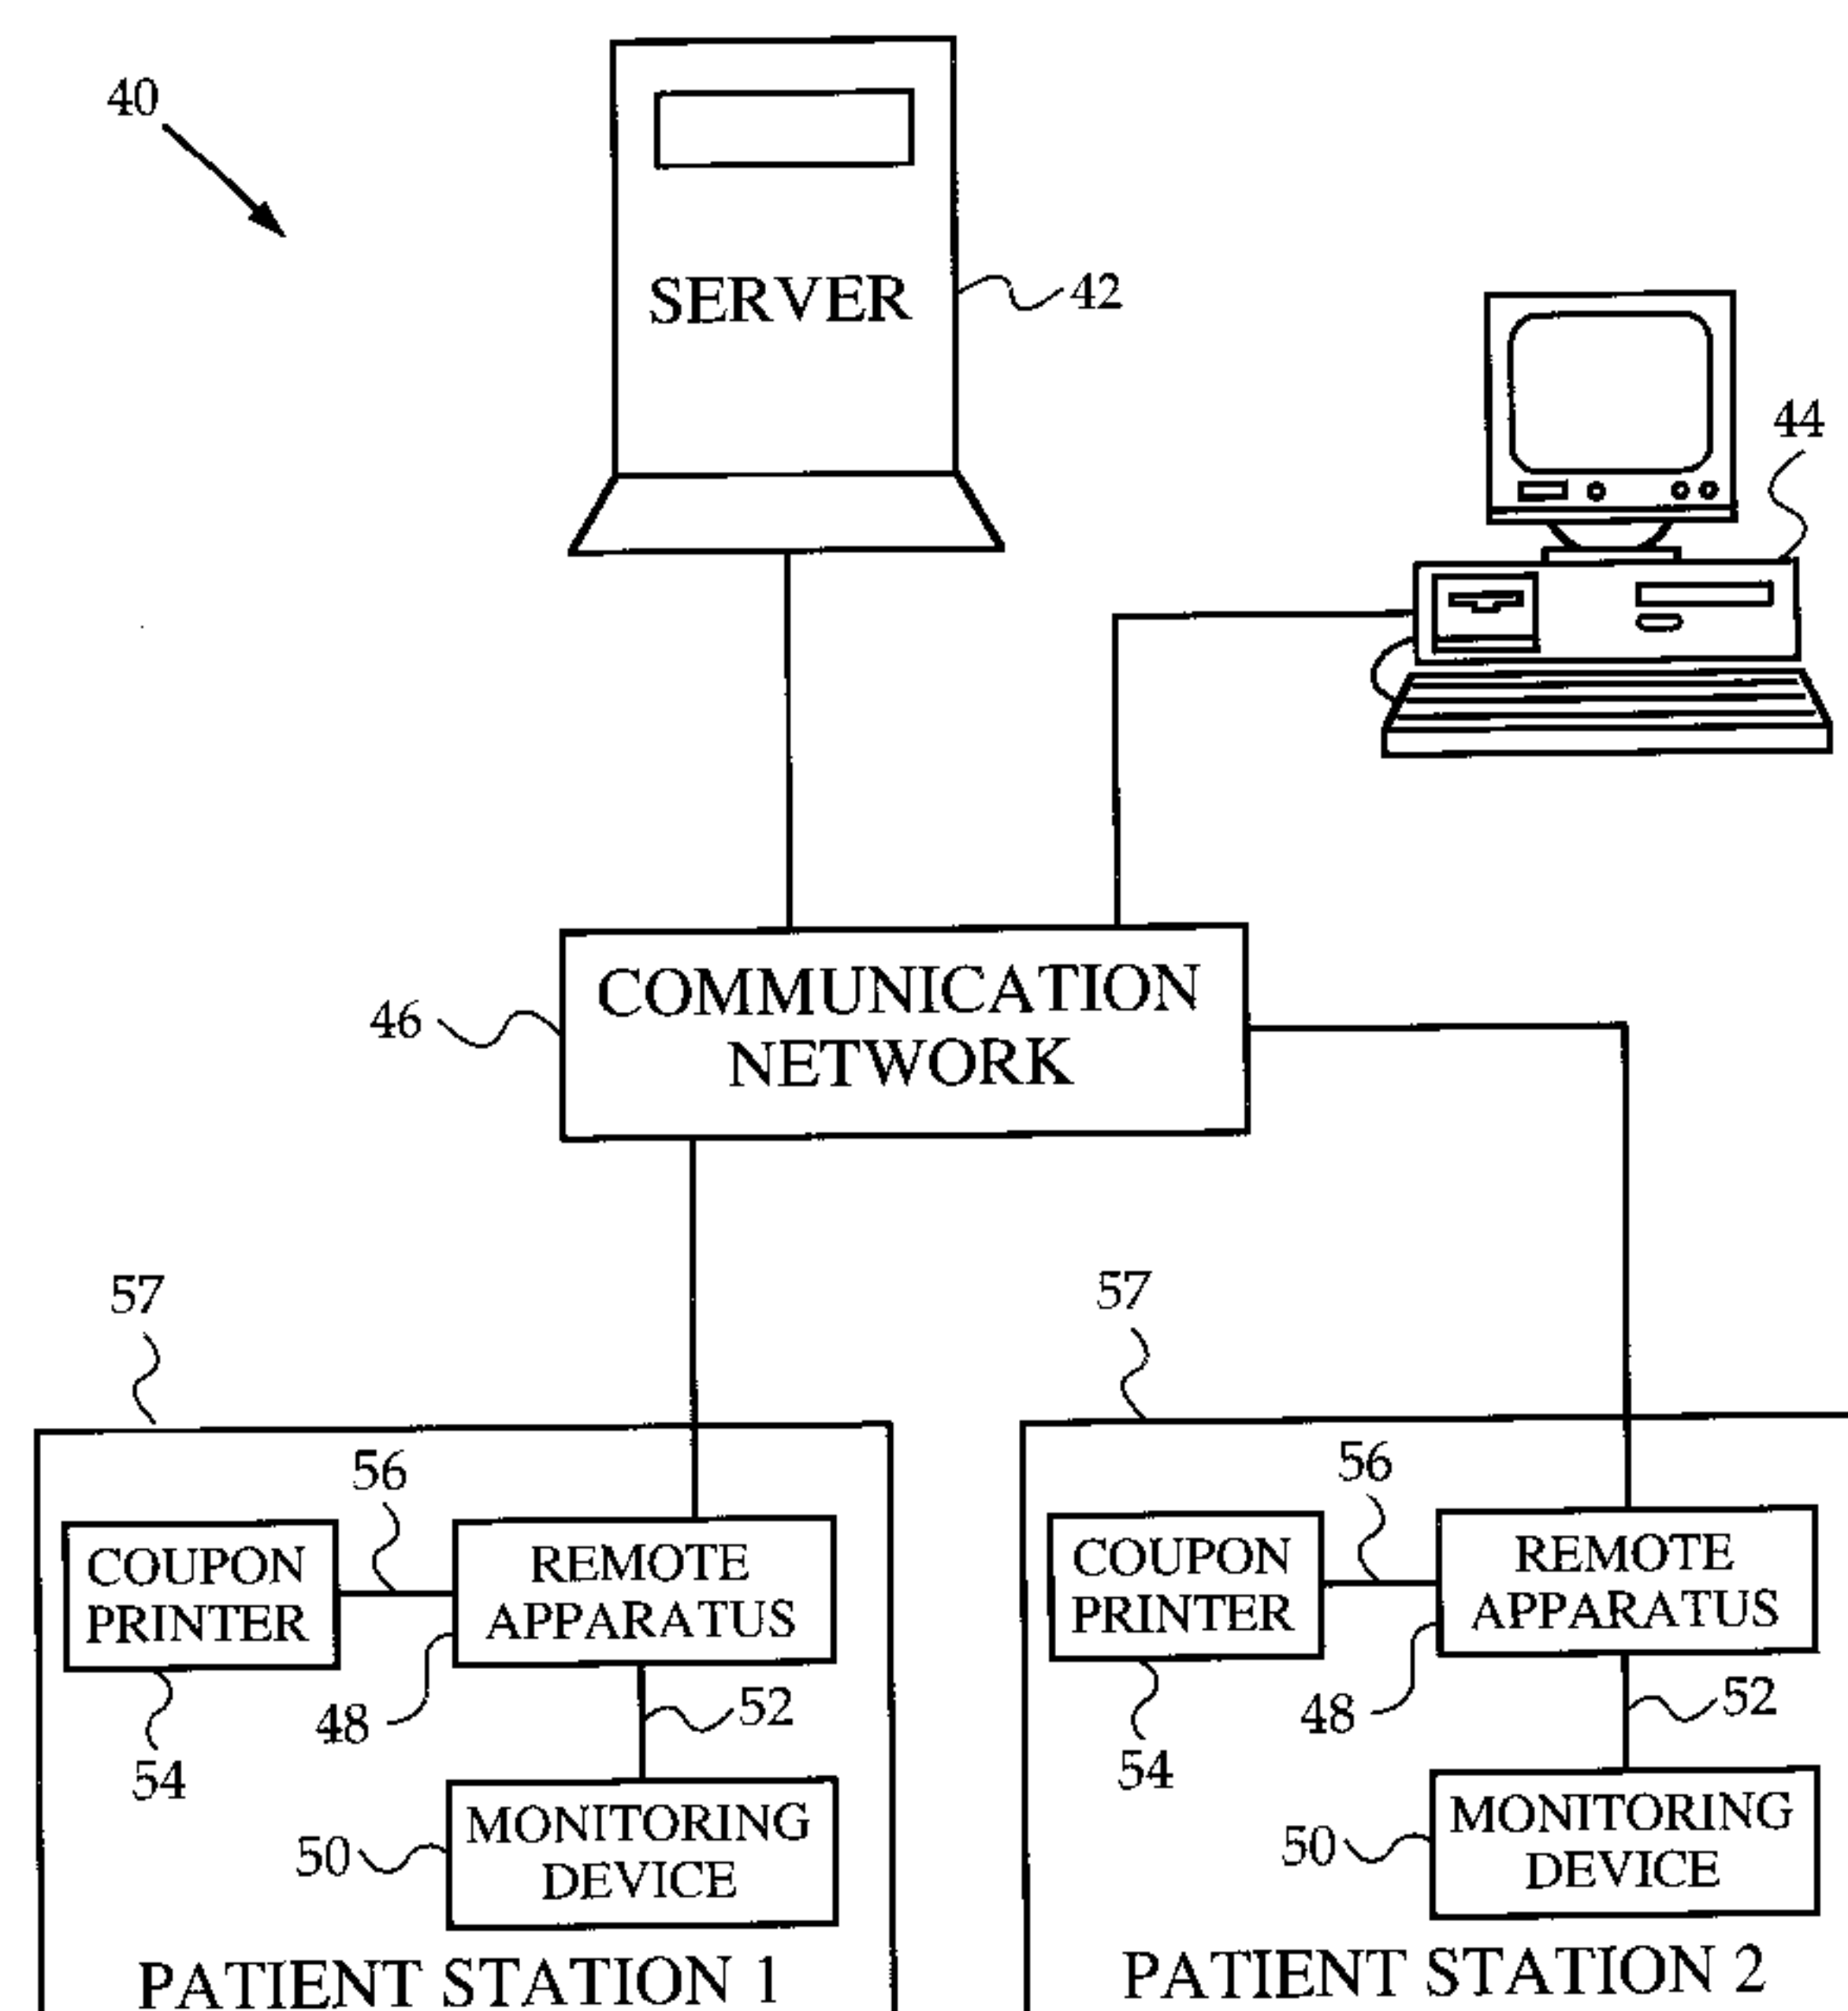 40
SERVER
42
44
46
COMMUNICATION
NETWORK
57
57
56
COUPON
PRINTER
REMOTE
APPARATUS
48
52
54
50
MONITORING
DEVICE
PATIENT STATION 1
56
COUPON
PRINTER
REMOTE
APPARATUS
48
52
54
50
MONITORING
DEVICE
PATIENT STATION 2